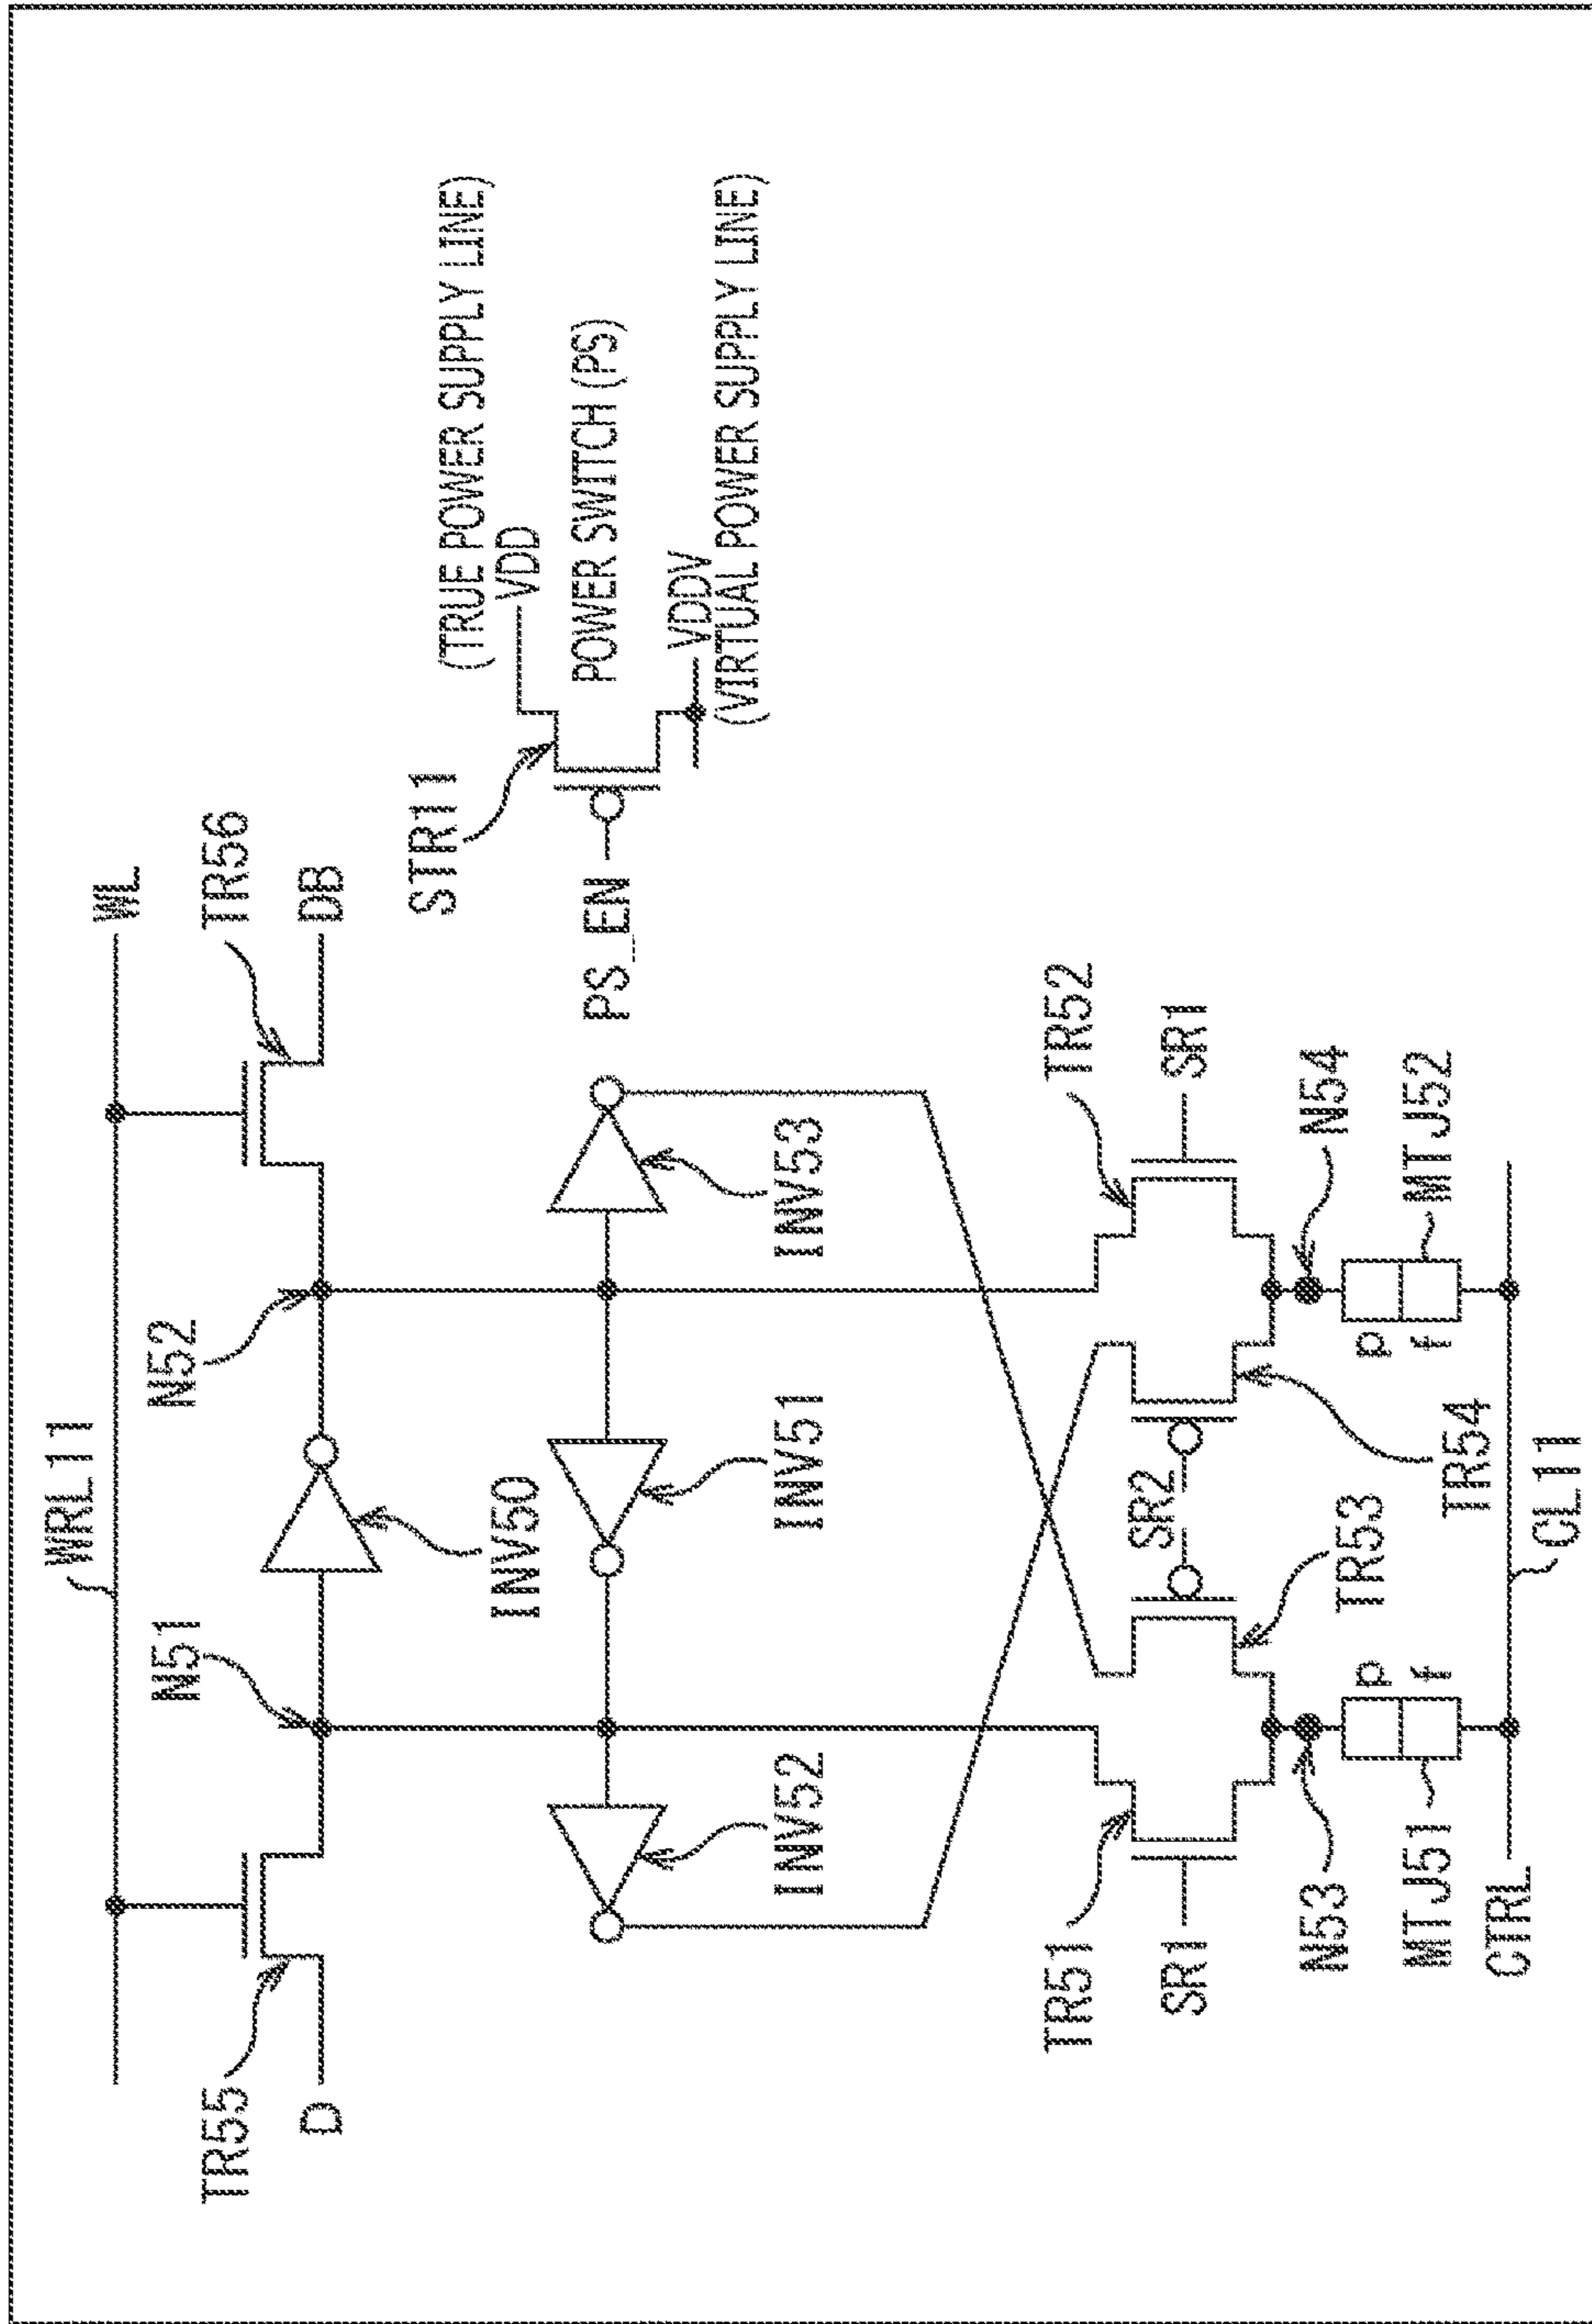 WRL11
WL
TR55
N51
N52
TR56
D
DB
INV50
STR11
(TRUE POWER SUPPLY LINE)
VDD
POWER SWITCH (PS)
PS_EN
VDDV
(VIRTUAL POWER SUPPLY LINE)
INV52
INV51
INV53
TR51
TR52
SR1
SR2
SR1
N53
TR53
TR54
N54
MTJ51
p
f
p
f
MTJ52
CTRL
CL11